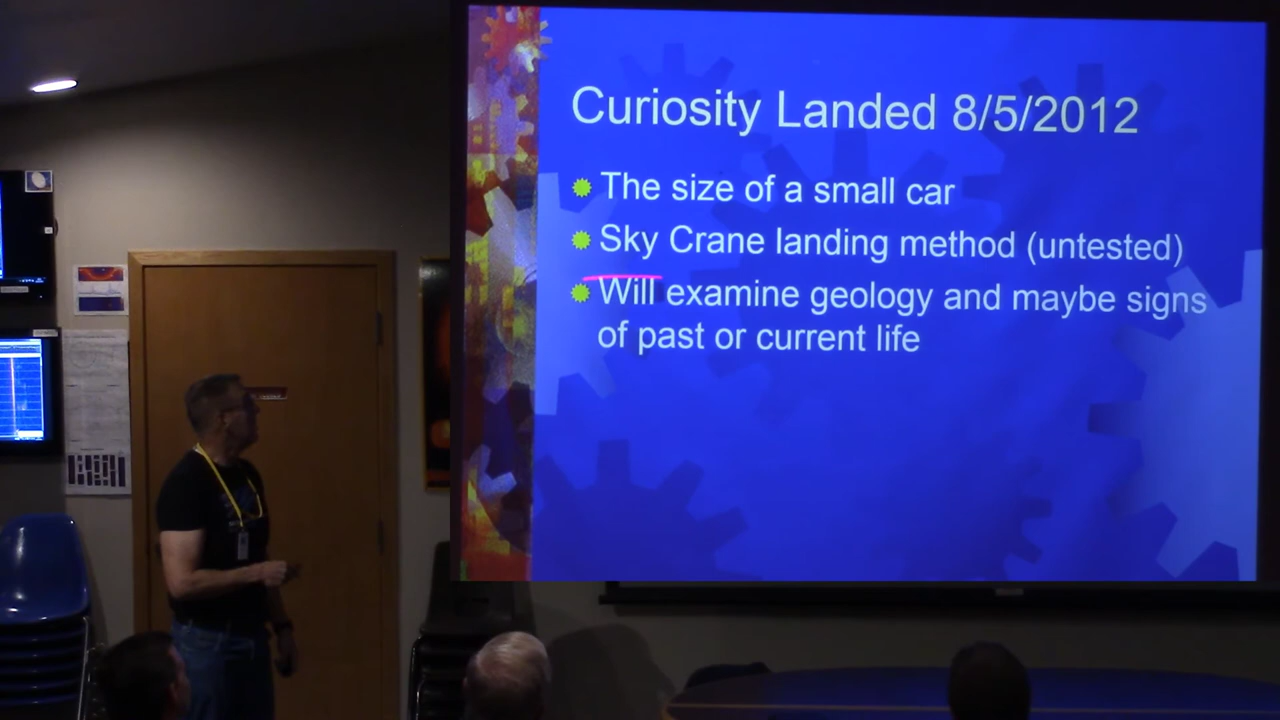 Curiosity Landed 8/5/2012
The size of a small car
Sky Crane landing method (untested)
Will examine geology and maybe signs
of past or current life